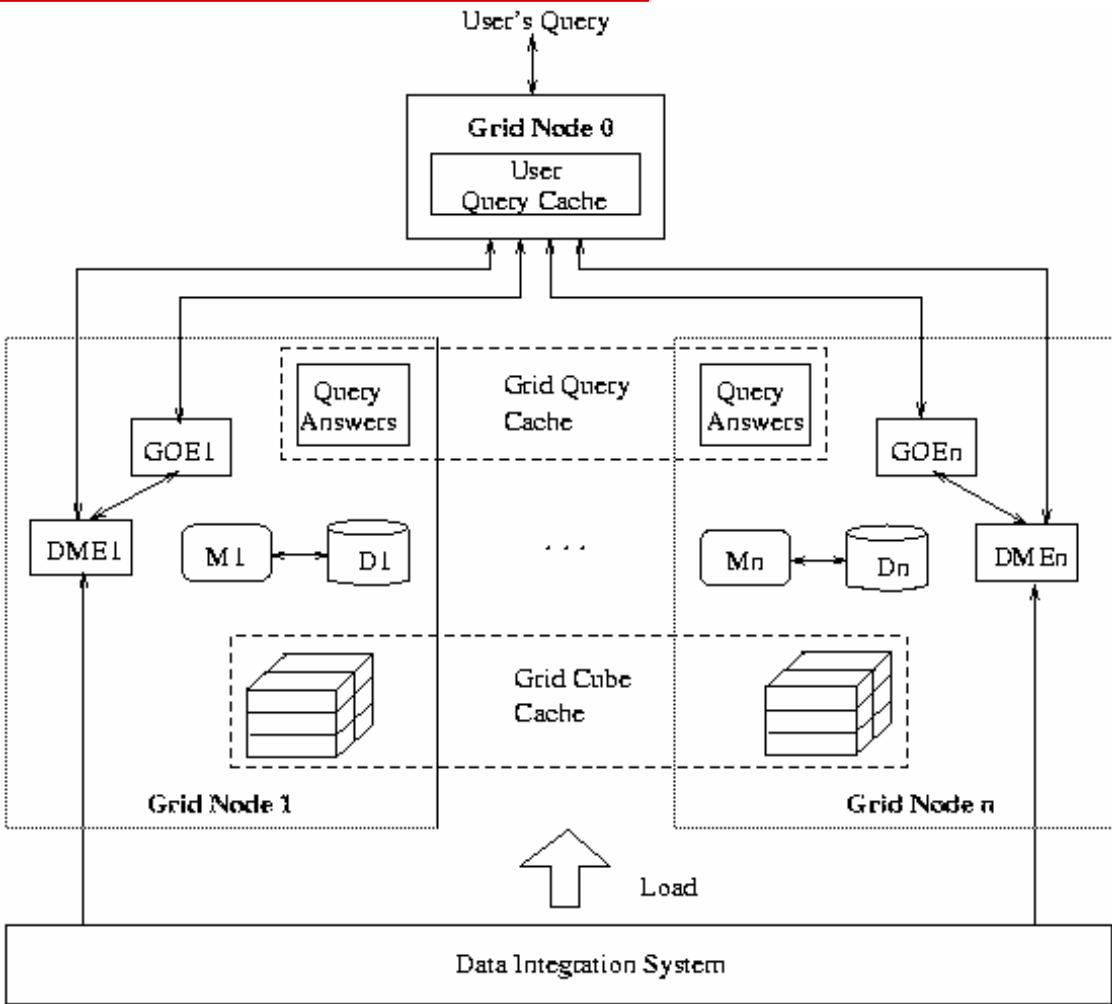 User's Query
Grid Node 0
User
Query Cache
Query
Answers
Grid Query
Cache
Query
Answers
GOE1
GOEn
DME1
M1
D1
. . .
Mn
Dn
DMEn
Grid Cube
Cache
Grid Node 1
Grid Node n
Load
Data Integration System